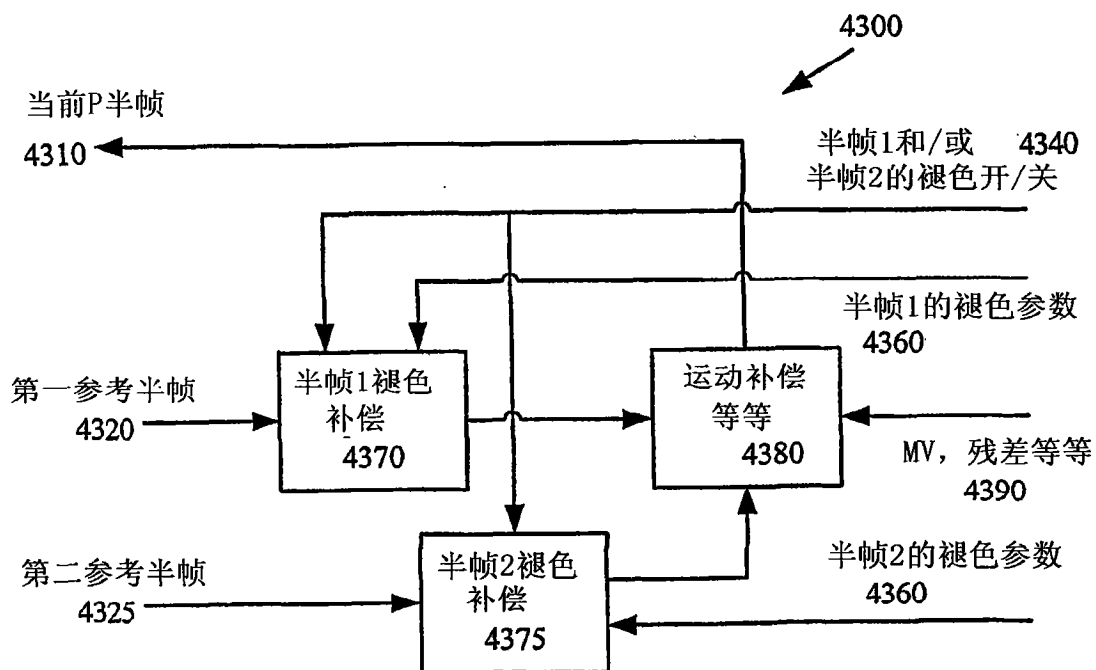 4300
当前P半帧
4310
半帧1和/或 4340
半帧2的褪色开/关
半帧1的褪色参数
4360
第一参考半帧
4320
半帧1褪色
补偿
4370
运动补偿
等等
4380
MV，残差等等
4390
第二参考半帧
4325
半帧2褪色
补偿
4375
半帧2的褪色参数
4360